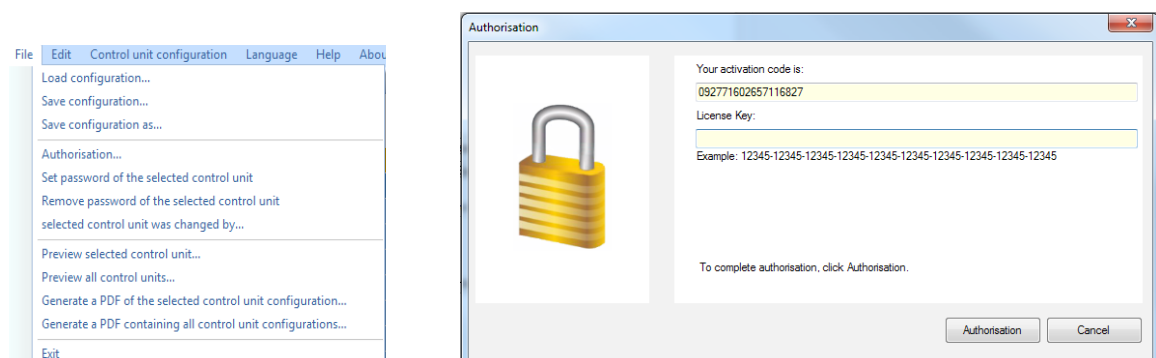 File Edit Control unit configuration Language Help Abou
Load configuration...
Save configuration...
Save configuration as...
Authorisation...
Set password of the selected control unit
Remove password of the selected control unit
selected control unit was changed by...
Preview selected control unit...
Preview all control units...
Generate a PDF of the selected control unit configuration...
Generate a PDF containing all control unit configurations...
Exit
Authorisation
Your activation code is:
092771602657116827
License Key:
Example: 12345-12345-12345-12345-12345-12345-12345-12345-12345-12345
To complete authorisation, click Authorisation.
Authorisation Cancel